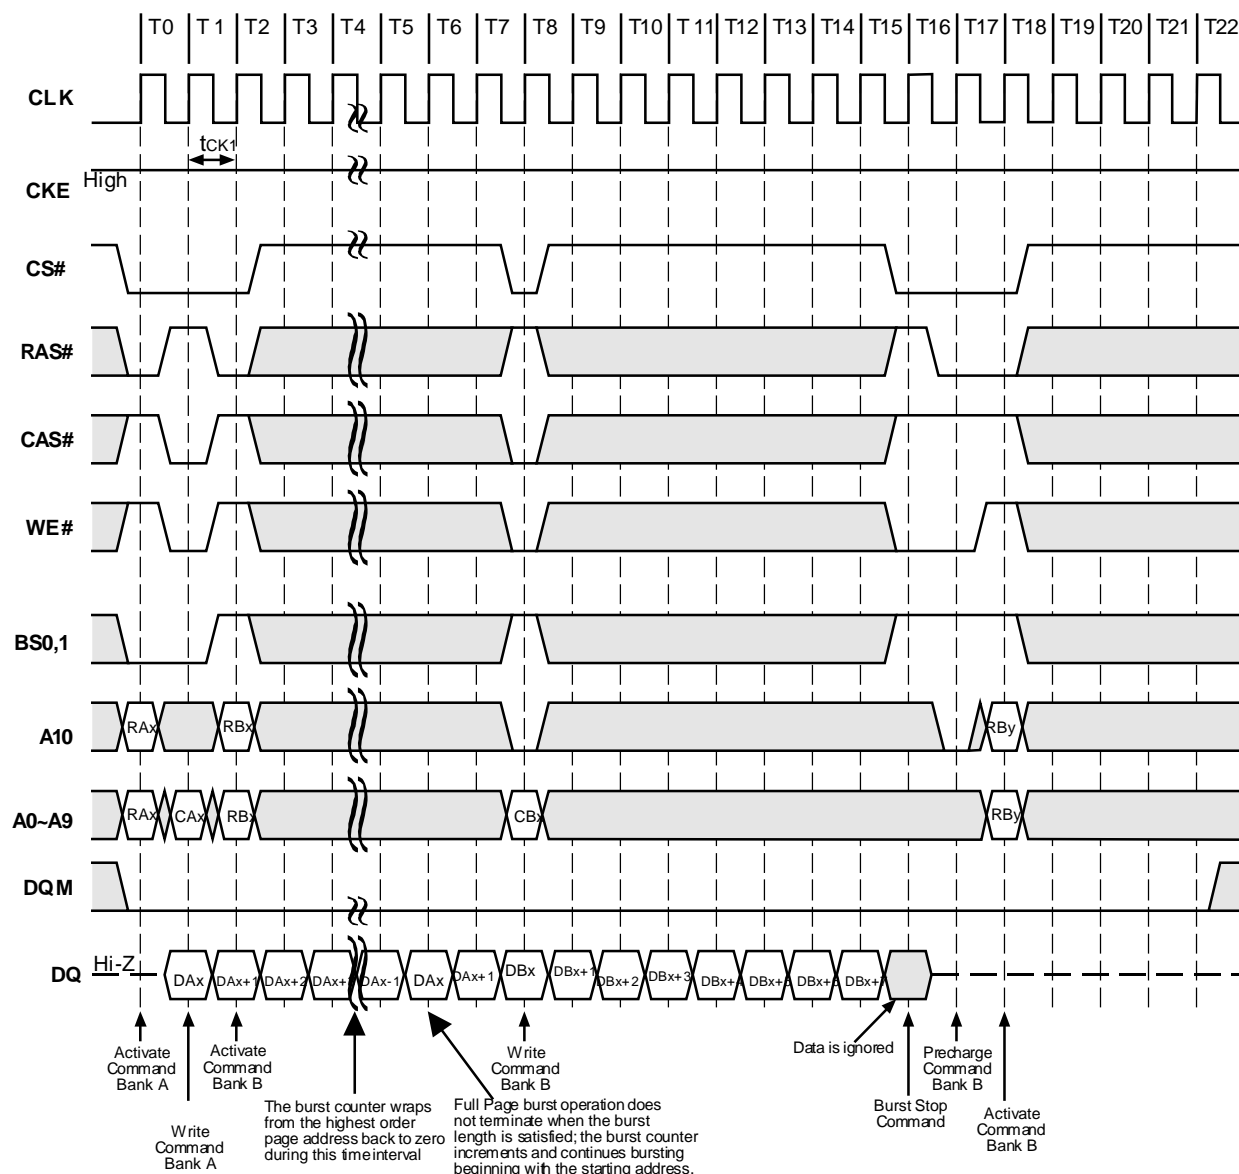 T0 T 1 T2 T3 T4 T5 T6 T7 T8 T9 T10 T 11 T12 T13 T14 T15 T16 T17 T18 T19 T20 T21 T22
CLK
tCK1
High
CKE
CS#
RAS#
CAS#
WE#
BS0,1
A10
RAx RBx RBy
A0~A9
RAx CAx RBx CBx RBy
DQM
DQ
Hi-Z
DAx DAx+1 DAx+2 DAx-1 DAx DAx+1 DBx DBx+1 DBx+2 DBx+3
Activate
Command
Bank A
Write
Command
Bank A
Activate
Command
Bank B
The burst counter wraps
from the highest order
page address back to zero
during this time interval
Full Page burst operation does
not terminate when the burst
length is satisfied; the burst counter
increments and continues bursting
beginning with the starting address.
Write
Command
Bank B
Data is ignored
Burst Stop
Command
Precharge
Command
Bank B
Activate
Command
Bank B